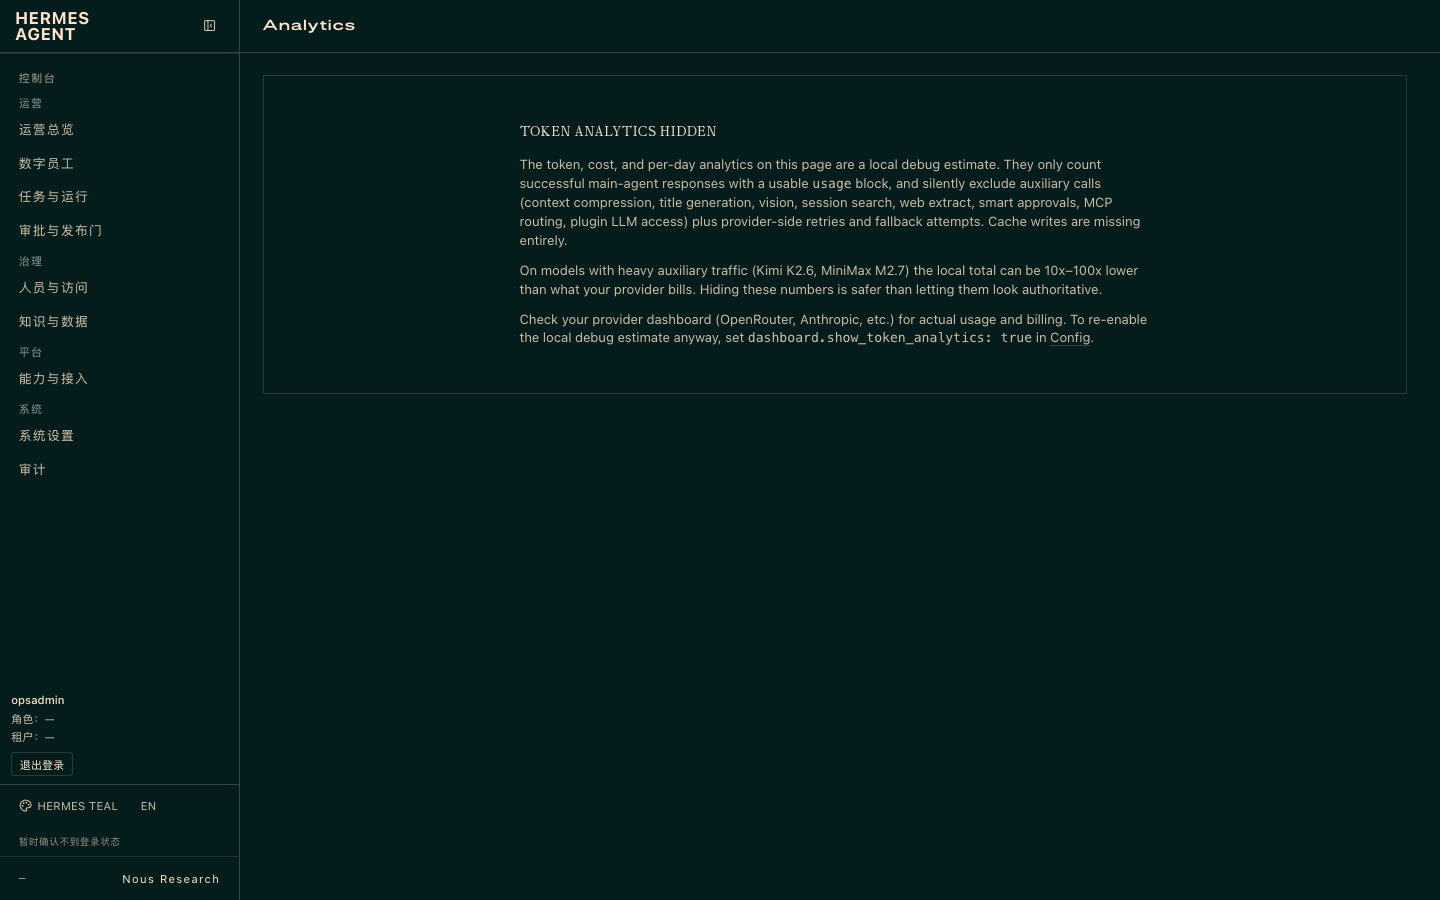 HERMES
AGENT
Analytics
控制台
运营
运营总览
数字员工
任务与运行
审批与发布门
治理
人员与访问
知识与数据
平台
能力与接入
系统
系统设置
审计
TOKEN ANALYTICS HIDDEN
The token, cost, and per-day analytics on this page are a local debug estimate. They only count
successful main-agent responses with a usable usage block, and silently exclude auxiliary calls
(context compression, title generation, vision, session search, web extract, smart approvals, MCP
routing, plugin LLM access) plus provider-side retries and fallback attempts. Cache writes are missing
entirely.
On models with heavy auxiliary traffic (Kimi K2.6, MiniMax M2.7) the local total can be 10x–100x lower
than what your provider bills. Hiding these numbers is safer than letting them look authoritative.
Check your provider dashboard (OpenRouter, Anthropic, etc.) for actual usage and billing. To re-enable
the local debug estimate anyway, set dashboard.show_token_analytics: true in Config.
opsadmin
角色: —
租户: —
退出登录
HERMES TEAL EN
暂时确认不到登录状态
— Nous Research